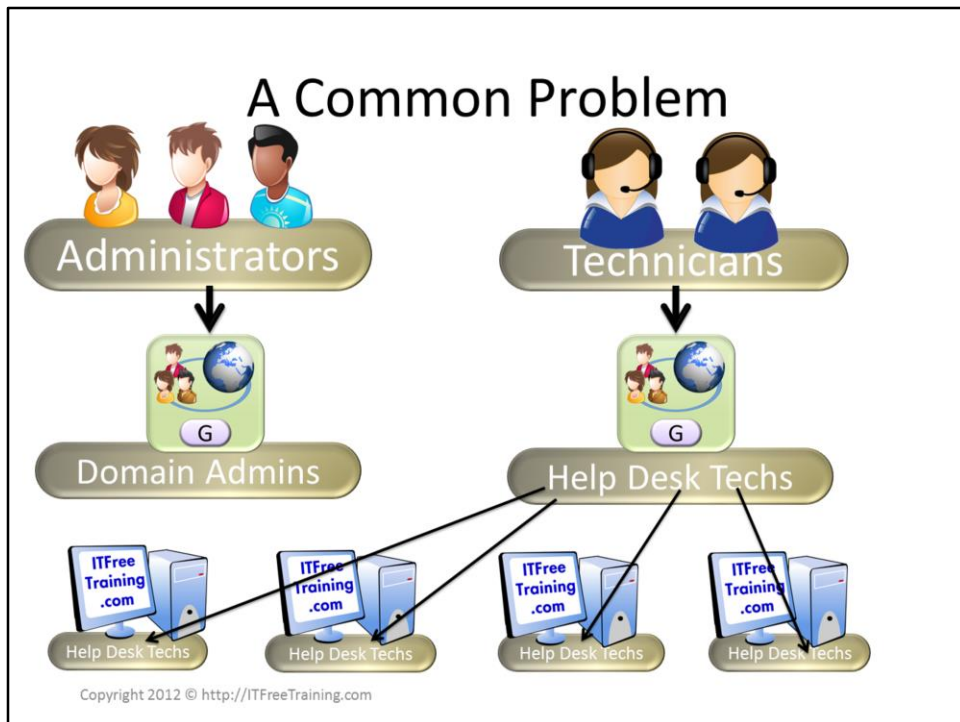 A Common Problem
Administrators
Technicians
G
G
Domain Admins
Help Desk Techs
ITFree
Training
.com
ITFree
Training
.com
ITFree
Training
.com
ITFree
Training
.com
Help Desk Techs
Help Desk Techs
Help Desk Techs
Help Desk Techs
Copyright 2012 © http://ITFreeTraining.com